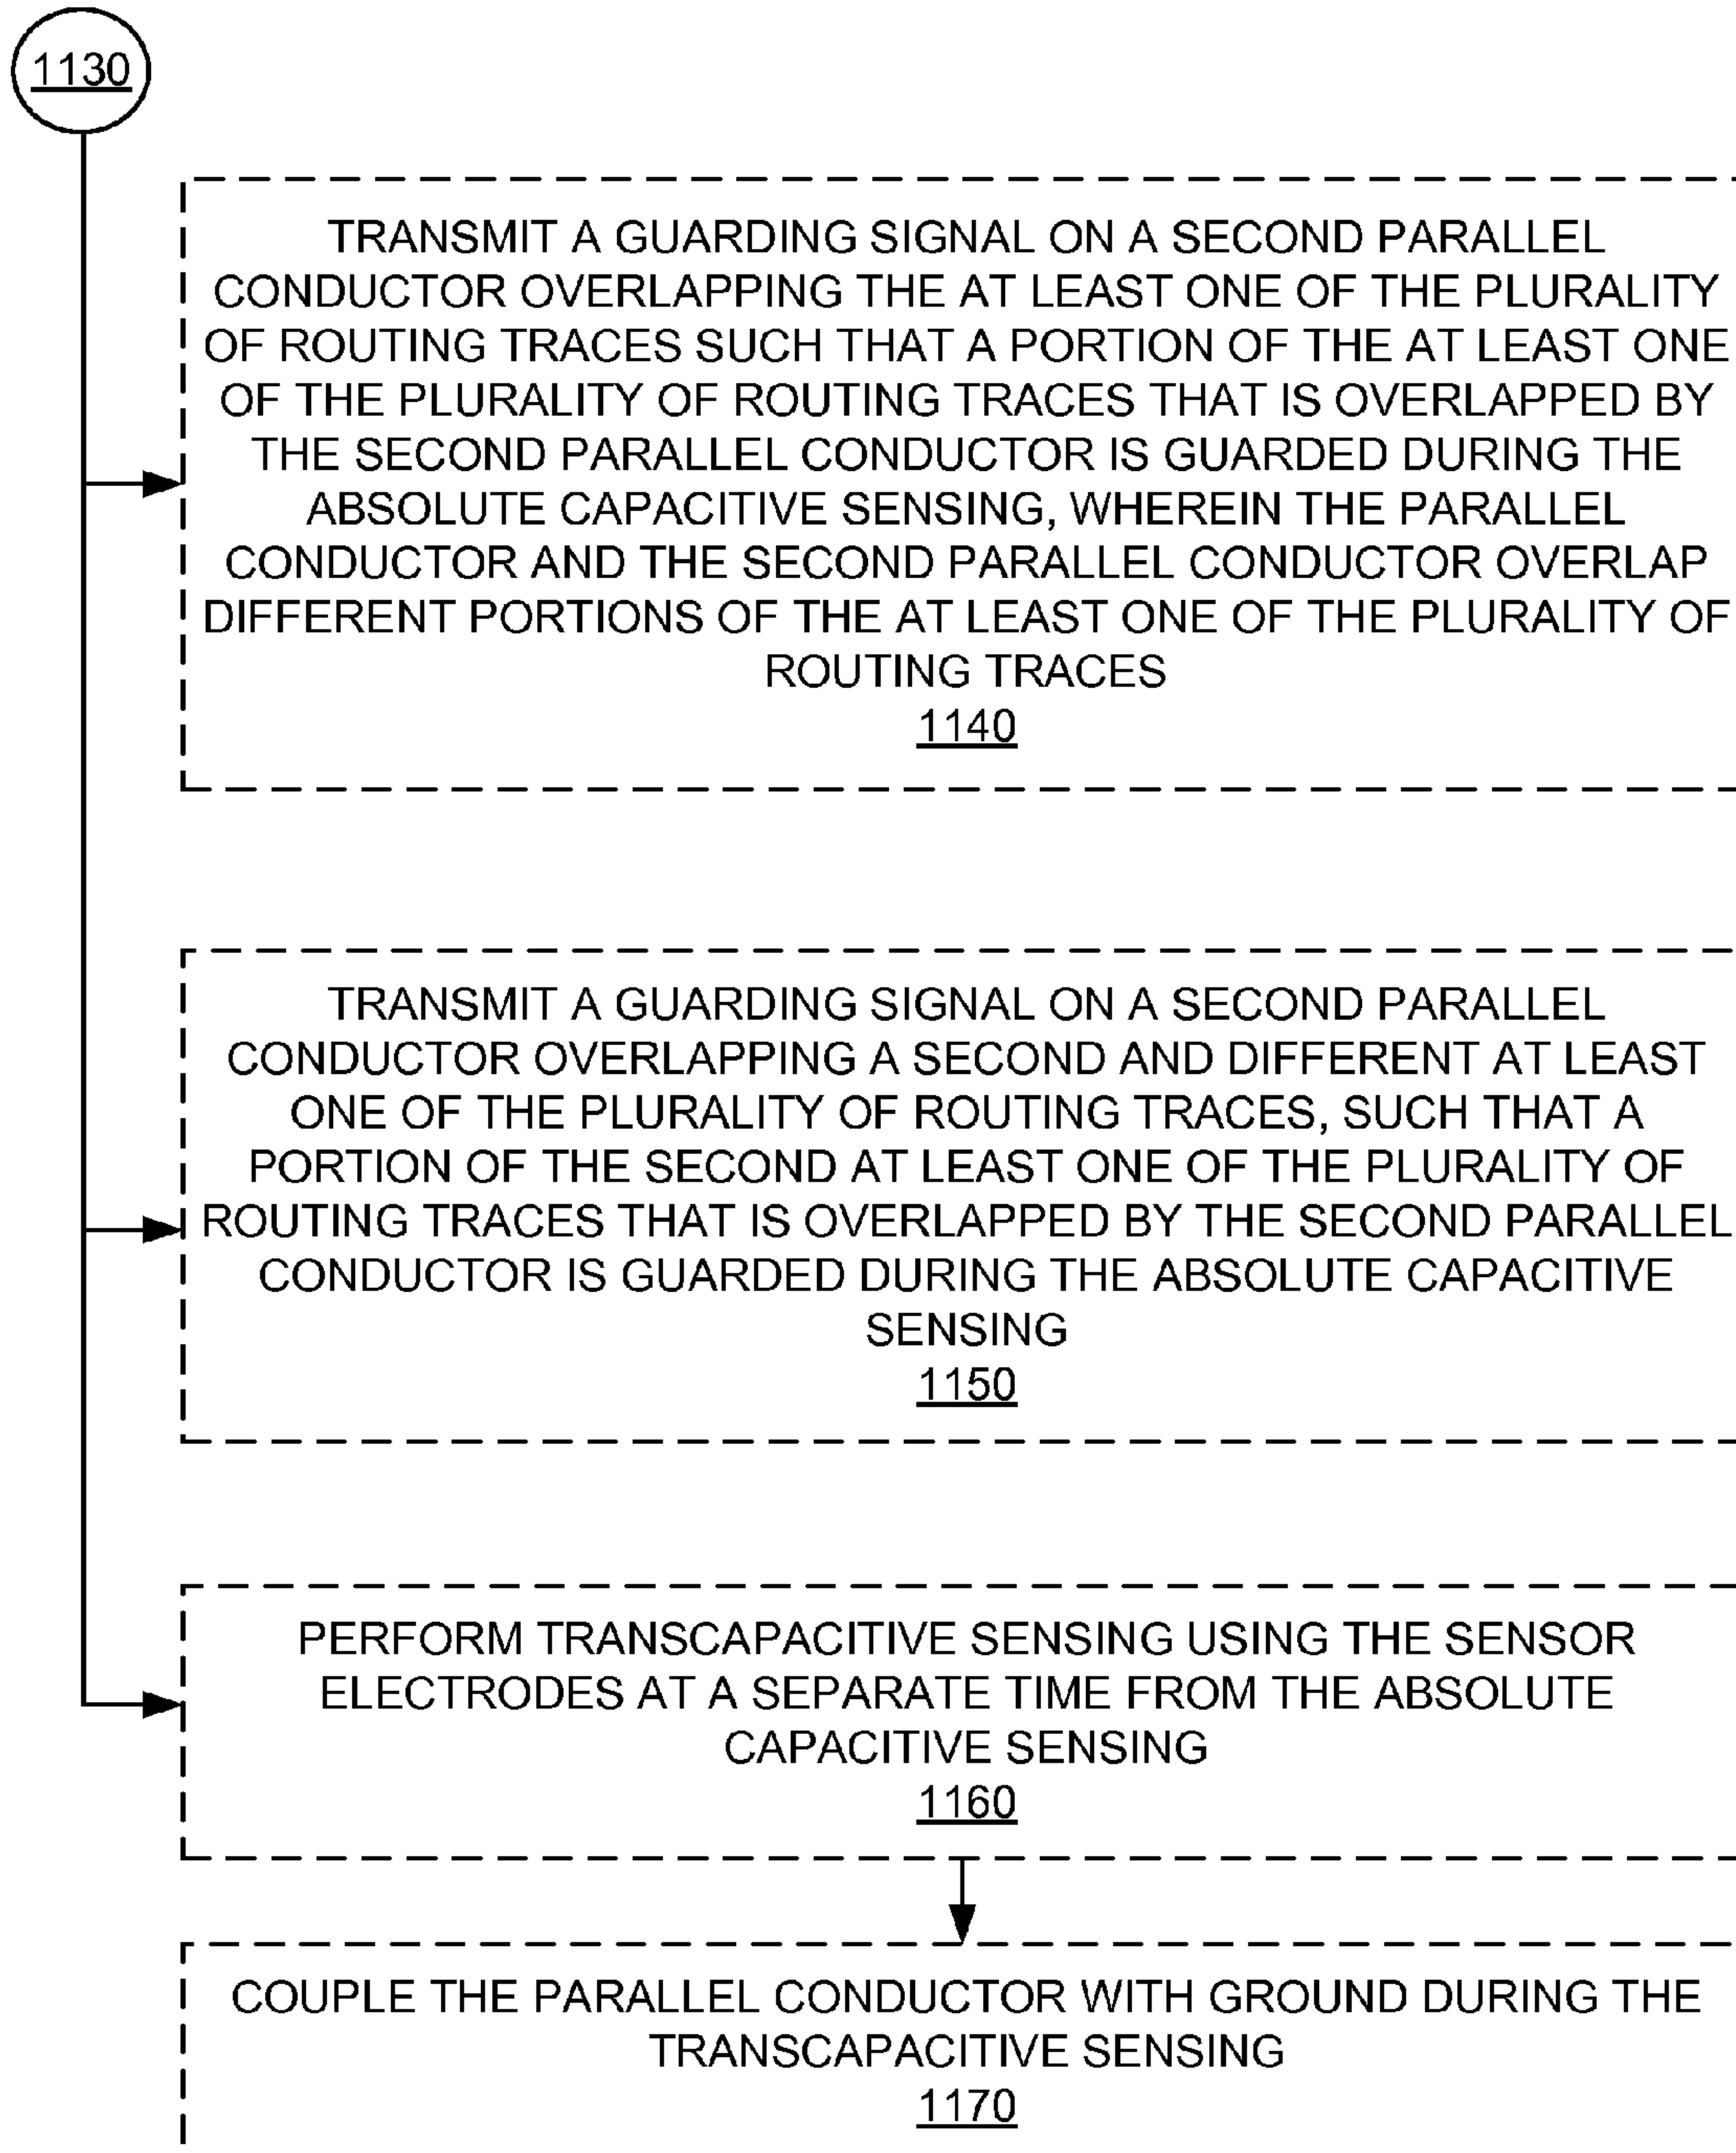 1130
TRANSMIT A GUARDING SIGNAL ON A SECOND PARALLEL
CONDUCTOR OVERLAPPING THE AT LEAST ONE OF THE PLURALITY
OF ROUTING TRACES SUCH THAT A PORTION OF THE AT LEAST ONE
OF THE PLURALITY OF ROUTING TRACES THAT IS OVERLAPPED BY
THE SECOND PARALLEL CONDUCTOR IS GUARDED DURING THE
ABSOLUTE CAPACITIVE SENSING, WHEREIN THE PARALLEL
CONDUCTOR AND THE SECOND PARALLEL CONDUCTOR OVERLAP
DIFFERENT PORTIONS OF THE AT LEAST ONE OF THE PLURALITY OF
ROUTING TRACES
1140
TRANSMIT A GUARDING SIGNAL ON A SECOND PARALLEL
CONDUCTOR OVERLAPPING A SECOND AND DIFFERENT AT LEAST
ONE OF THE PLURALITY OF ROUTING TRACES, SUCH THAT A
PORTION OF THE SECOND AT LEAST ONE OF THE PLURALITY OF
ROUTING TRACES THAT IS OVERLAPPED BY THE SECOND PARALLEL
CONDUCTOR IS GUARDED DURING THE ABSOLUTE CAPACITIVE
SENSING
1150
PERFORM TRANSCAPACITIVE SENSING USING THE SENSOR
ELECTRODES AT A SEPARATE TIME FROM THE ABSOLUTE
CAPACITIVE SENSING
1160
COUPLE THE PARALLEL CONDUCTOR WITH GROUND DURING THE
TRANSCAPACITIVE SENSING
1170